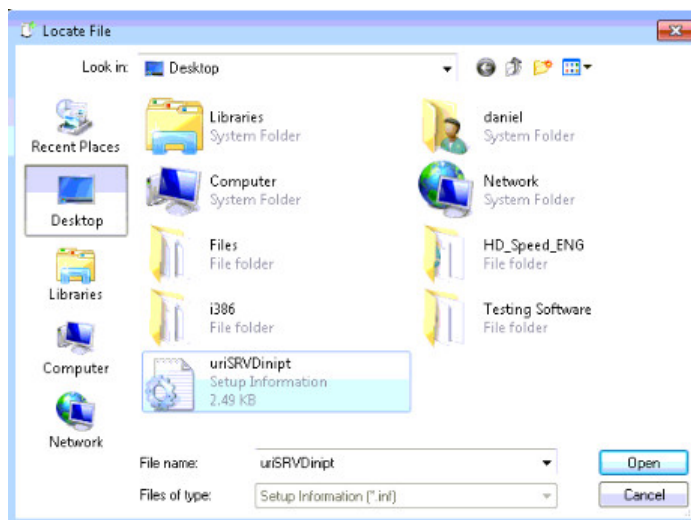 Locate File
Look in:
Desktop
Recent Places
Desktop
Libraries
Computer
Network
Libraries
System Folder
daniel
System Folder
Computer
System Folder
Network
System Folder
Files
File folder
HD_Speed_ENG
File folder
i386
File folder
Testing Software
File folder
uriSRVDinipt
Setup Information
2.49 KB
File name:
uriSRVDinipt
Open
Files of type:
Setup Information (*.inf)
Cancel